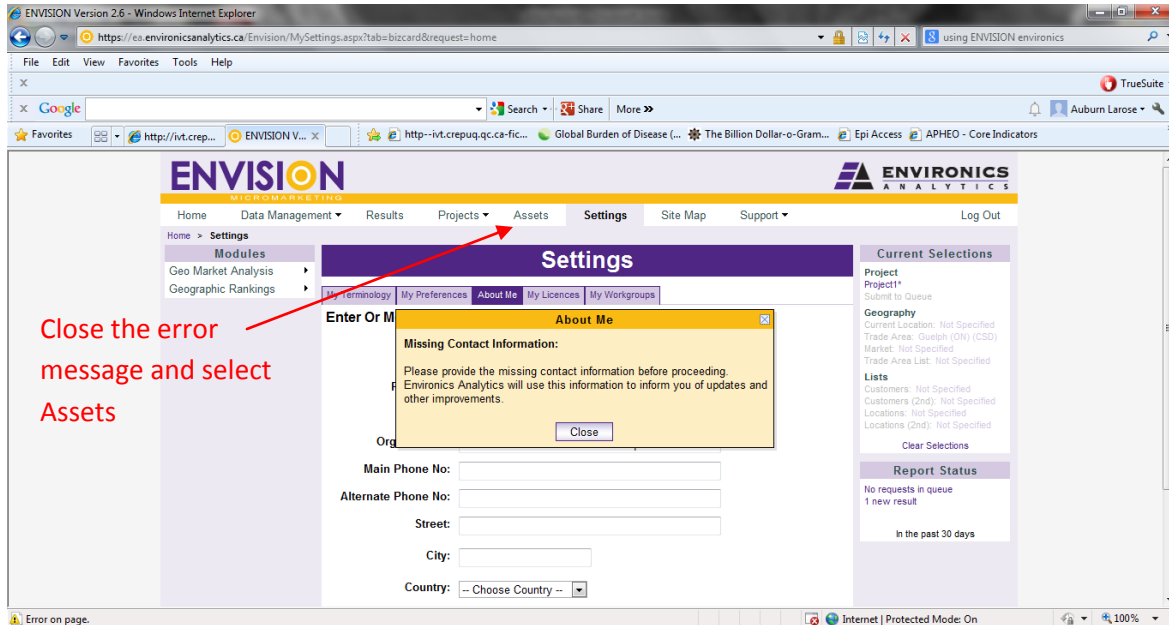 ENVISION Version 2.6 - Windows Internet Explorer
https://ea.environicsanalytics.ca/Envision/MySettings.aspx?tab=bizcard&request=home
using ENVISION environics
File Edit View Favorites Tools Help
x
TrueSuite
x Google
Search
Share
More »
Auburn Larose
Favorites
http://ivt.crep...
ENVISION V... x
http--ivt.crepuq.qc.ca-fic...
Global Burden of Disease (...
The Billion Dollar-o-Gram...
Epi Access
APHEO - Core Indicators
ENVISION
MICROMARKETING
ENVIRONICS
ANALYTICS
Home Data Management Results Projects Assets Settings Site Map Support Log Out
Home > Settings
Modules
Geo Market Analysis
Geographic Rankings
Close the error
message and select
Assets
Settings
My Terminology My Preferences About Me My Licences My Workgroups
Enter Or M
About Me
Missing Contact Information:
Please provide the missing contact information before proceeding.
Environics Analytics will use this information to inform you of updates and
other improvements.
Close
Org
Main Phone No:
Alternate Phone No:
Street:
City:
Country: -- Choose Country --
Current Selections
Project
Project1*
Submit to Queue
Geography
Current Location: Not Specified
Trade Area: Guelph (ON) (CSD)
Market: Not Specified
Trade Area List: Not Specified
Lists
Customers: Not Specified
Customers (2nd): Not Specified
Locations: Not Specified
Locations (2nd): Not Specified
Clear Selections
Report Status
No requests in queue
1 new result
In the past 30 days
Error on page.
Internet | Protected Mode: On
100%